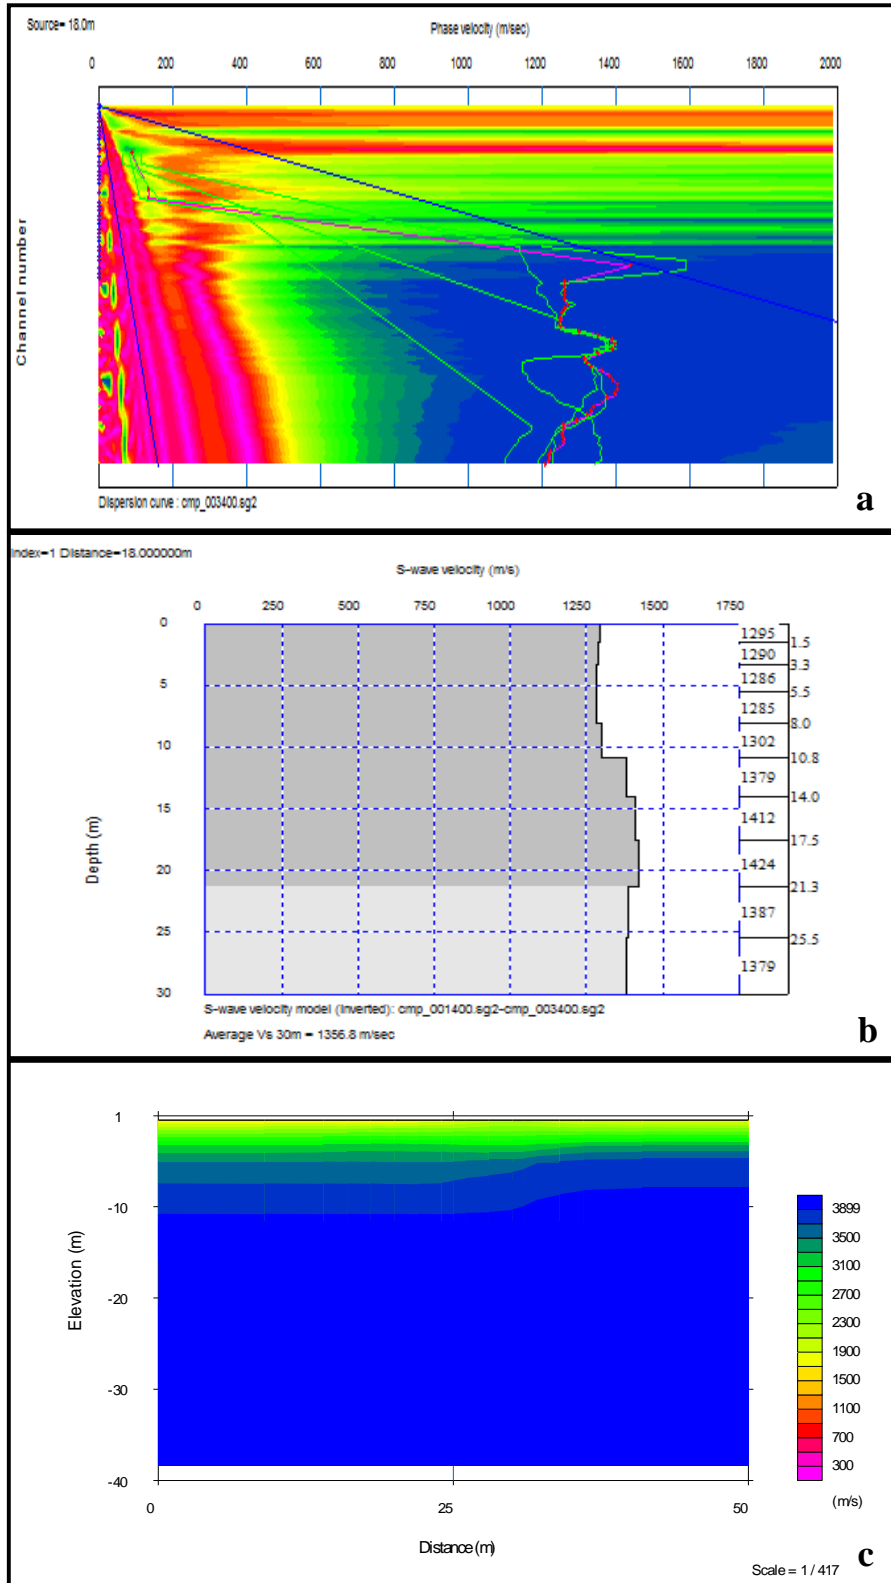 Source= 18.0m
Phase velocity (m/sec)
0 200 400 600 800 1000 1200 1400 1600 1800 2000
Channel number
Dispersion curve : cmp_003400.sg2
a
Index=1 Distance=18.000000m
S-wave velocity (m/s)
0 250 500 750 1000 1250 1500 1750
0
5
10
15
20
25
30
Depth (m)
1295
1.5
1290
3.3
1286
5.5
1285
8.0
1302
10.8
1379
14.0
1412
17.5
1424
21.3
1387
25.5
1379
S-wave velocity model (inverted): cmp_001400.sg2-cmp_003400.sg2
Average Vs 30m = 1356.8 m/sec
b
1
-10
-20
-30
-40
Elevation (m)
0 25 50
Distance (m)
3899
3500
3100
2700
2300
1900
1500
1100
700
300
(m/s)
Scale = 1 / 417
c